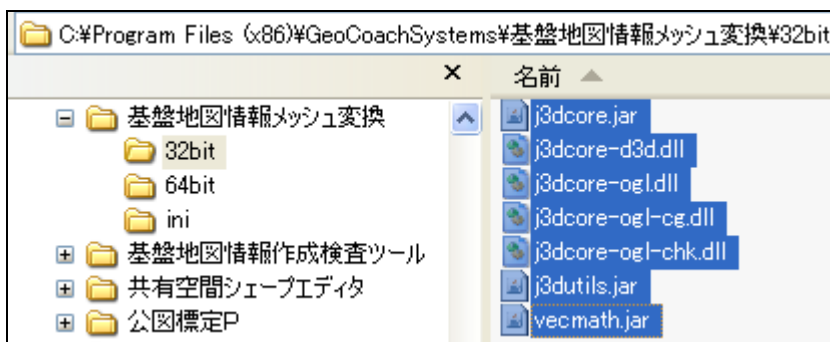 C:¥Program Files (x86)¥GeoCoachSystems¥基盤地図情報メッシュ変換¥32bit
×
名前
基盤地図情報メッシュ変換
32bit
64bit
ini
基盤地図情報作成検査ツール
共有空間シェープエディタ
公図標定P
j3dcore.jar
j3dcore-d3d.dll
j3dcore-ogl.dll
j3dcore-ogl-cg.dll
j3dcore-ogl-chk.dll
j3dutils.jar
vecmath.jar